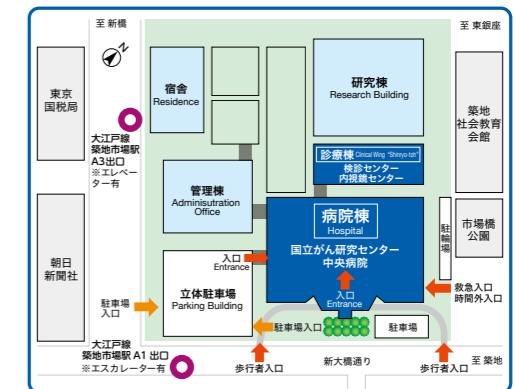 至 新橋
至 東銀座
N
東京
国税局
宿舎
Residence
研究棟
Research Building
築地
社会教育
会館
大江戸線
築地市場駅
A3出口
※エレベー
ター有
診療棟 Clinical Wing "Shinryo-toh"
検診センター
内視鏡センター
管理棟
Adminisutration
Office
病院棟
Hospital
国立がん研究センター
中央病院
駐輪場
市場橋
公園
朝日
新聞社
入口
Entrance
入口
Entrance
救急入口
時間外入口
駐車場
入口
立体駐車場
Parking Building
駐車場入口
駐車場
大江戸線
築地市場駅 A1 出口
※エスカレーター有
歩行者入口
新大橋通り
歩行者入口
至 築地